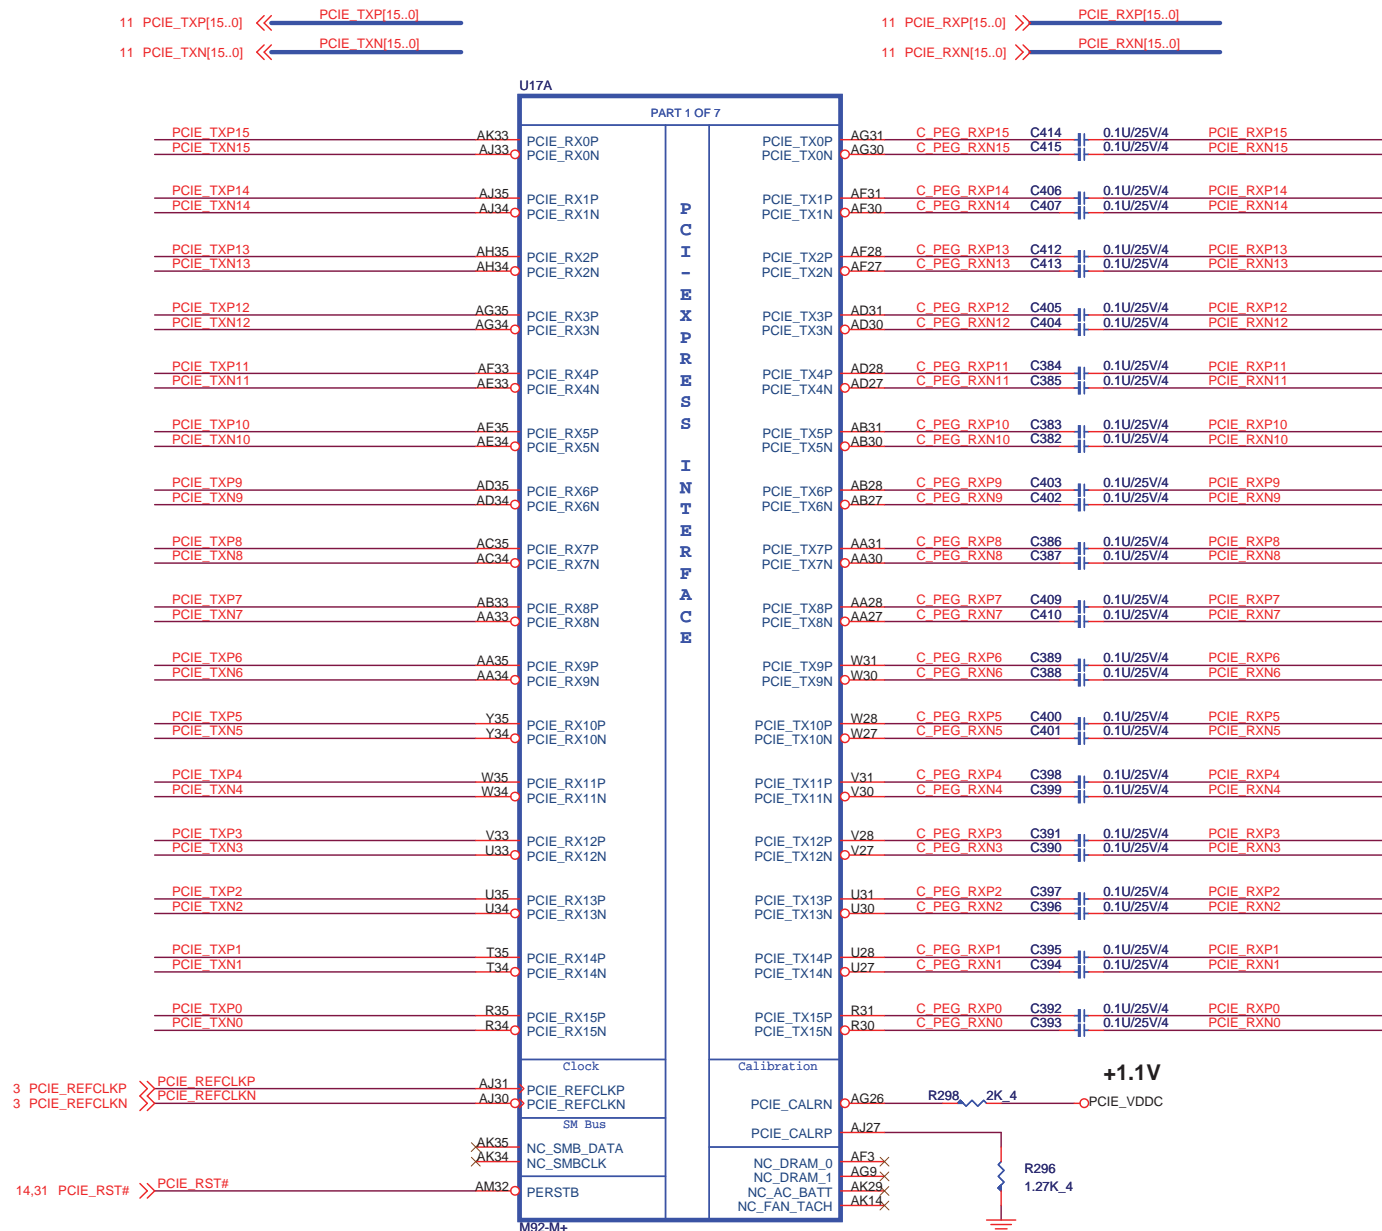 11 PCIE_TXP[15..0] PCIE_TXP[15..0] 11 PCIE_RXP[15..0] PCIE_RXP[15..0]
11 PCIE_TXN[15..0] PCIE_TXN[15..0] 11 PCIE_RXN[15..0] PCIE_RXN[15..0]
U17A
PART 1 OF 7
PCI-EXPRESS INTERFACE
PCIE_TXP15 AK33 PCIE_RX0P PCIE_TX0P AG31 C_PEG_RXP15 C414 0.1U/25V/4 PCIE_RXP15
PCIE_TXN15 AJ33 PCIE_RX0N PCIE_TX0N AG30 C_PEG_RXN15 C415 0.1U/25V/4 PCIE_RXN15
PCIE_TXP14 AJ35 PCIE_RX1P PCIE_TX1P AF31 C_PEG_RXP14 C406 0.1U/25V/4 PCIE_RXP14
PCIE_TXN14 AJ34 PCIE_RX1N PCIE_TX1N AF30 C_PEG_RXN14 C407 0.1U/25V/4 PCIE_RXN14
PCIE_TXP13 AH35 PCIE_RX2P PCIE_TX2P AF28 C_PEG_RXP13 C412 0.1U/25V/4 PCIE_RXP13
PCIE_TXN13 AH34 PCIE_RX2N PCIE_TX2N AF27 C_PEG_RXN13 C413 0.1U/25V/4 PCIE_RXN13
PCIE_TXP12 AG35 PCIE_RX3P PCIE_TX3P AD31 C_PEG_RXP12 C405 0.1U/25V/4 PCIE_RXP12
PCIE_TXN12 AG34 PCIE_RX3N PCIE_TX3N AD30 C_PEG_RXN12 C404 0.1U/25V/4 PCIE_RXN12
PCIE_TXP11 AF33 PCIE_RX4P PCIE_TX4P AD28 C_PEG_RXP11 C384 0.1U/25V/4 PCIE_RXP11
PCIE_TXN11 AE33 PCIE_RX4N PCIE_TX4N AD27 C_PEG_RXN11 C385 0.1U/25V/4 PCIE_RXN11
PCIE_TXP10 AE35 PCIE_RX5P PCIE_TX5P AB31 C_PEG_RXP10 C383 0.1U/25V/4 PCIE_RXP10
PCIE_TXN10 AE34 PCIE_RX5N PCIE_TX5N AB30 C_PEG_RXN10 C382 0.1U/25V/4 PCIE_RXN10
PCIE_TXP9 AD35 PCIE_RX6P PCIE_TX6P AB28 C_PEG_RXP9 C403 0.1U/25V/4 PCIE_RXP9
PCIE_TXN9 AD34 PCIE_RX6N PCIE_TX6N AB27 C_PEG_RXN9 C402 0.1U/25V/4 PCIE_RXN9
PCIE_TXP8 AC35 PCIE_RX7P PCIE_TX7P AA31 C_PEG_RXP8 C386 0.1U/25V/4 PCIE_RXP8
PCIE_TXN8 AC34 PCIE_RX7N PCIE_TX7N AA30 C_PEG_RXN8 C387 0.1U/25V/4 PCIE_RXN8
PCIE_TXP7 AB33 PCIE_RX8P PCIE_TX8P AA28 C_PEG_RXP7 C409 0.1U/25V/4 PCIE_RXP7
PCIE_TXN7 AA33 PCIE_RX8N PCIE_TX8N AA27 C_PEG_RXN7 C410 0.1U/25V/4 PCIE_RXN7
PCIE_TXP6 AA35 PCIE_RX9P PCIE_TX9P W31 C_PEG_RXP6 C389 0.1U/25V/4 PCIE_RXP6
PCIE_TXN6 AA34 PCIE_RX9N PCIE_TX9N W30 C_PEG_RXN6 C388 0.1U/25V/4 PCIE_RXN6
PCIE_TXP5 Y35 PCIE_RX10P PCIE_TX10P W28 C_PEG_RXP5 C400 0.1U/25V/4 PCIE_RXP5
PCIE_TXN5 Y34 PCIE_RX10N PCIE_TX10N W27 C_PEG_RXN5 C401 0.1U/25V/4 PCIE_RXN5
PCIE_TXP4 W35 PCIE_RX11P PCIE_TX11P V31 C_PEG_RXP4 C398 0.1U/25V/4 PCIE_RXP4
PCIE_TXN4 W34 PCIE_RX11N PCIE_TX11N V30 C_PEG_RXN4 C399 0.1U/25V/4 PCIE_RXN4
PCIE_TXP3 V33 PCIE_RX12P PCIE_TX12P V28 C_PEG_RXP3 C391 0.1U/25V/4 PCIE_RXP3
PCIE_TXN3 U33 PCIE_RX12N PCIE_TX12N V27 C_PEG_RXN3 C390 0.1U/25V/4 PCIE_RXN3
PCIE_TXP2 U35 PCIE_RX13P PCIE_TX13P U31 C_PEG_RXP2 C397 0.1U/25V/4 PCIE_RXP2
PCIE_TXN2 U34 PCIE_RX13N PCIE_TX13N U30 C_PEG_RXN2 C396 0.1U/25V/4 PCIE_RXN2
PCIE_TXP1 T35 PCIE_RX14P PCIE_TX14P U28 C_PEG_RXP1 C395 0.1U/25V/4 PCIE_RXP1
PCIE_TXN1 T34 PCIE_RX14N PCIE_TX14N U27 C_PEG_RXN1 C394 0.1U/25V/4 PCIE_RXN1
PCIE_TXP0 R35 PCIE_RX15P PCIE_TX15P R31 C_PEG_RXP0 C392 0.1U/25V/4 PCIE_RXP0
PCIE_TXN0 R34 PCIE_RX15N PCIE_TX15N R30 C_PEG_RXN0 C393 0.1U/25V/4 PCIE_RXN0
Clock Calibration +1.1V
3 PCIE_REFCLKP PCIE_REFCLKP AJ31 PCIE_REFCLKP
3 PCIE_REFCLKN PCIE_REFCLKN AJ30 PCIE_REFCLKN PCIE_CALRN AG26 R298 2K_4 PCIE_VDDC
SM Bus PCIE_CALRP AJ27
AK35 NC_SMB_DATA
AK34 NC_SMBCLK NC_DRAM_0 AF3
NC_DRAM_1 AG9 R296
14,31 PCIE_RST# PCIE_RST# AM32 PERSTB NC_AC_BATT AK29 1.27K_4
NC_FAN_TACH AK14
M92-M+